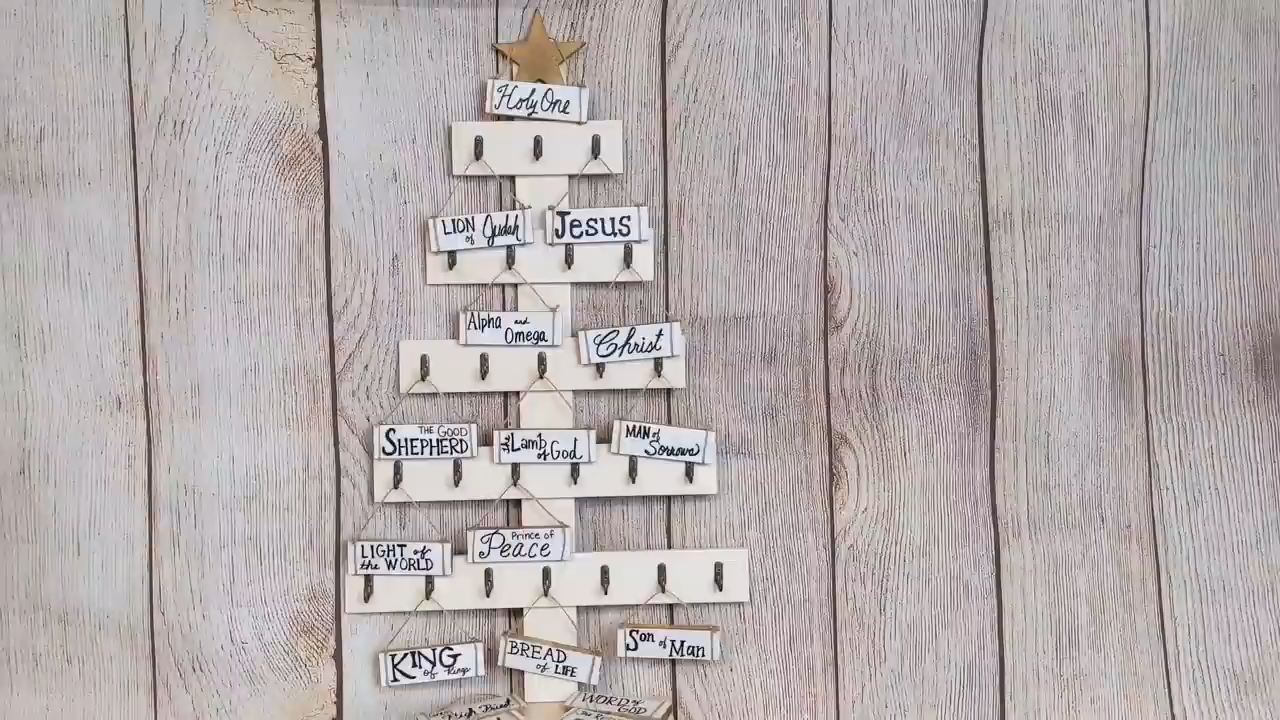 Holy One
LION
of Judah
Jesus
Alpha and
Omega
Christ
THE GOOD
SHEPHERD
the Lamb
of God
MAN of
Sorrows
LIGHT of
the WORLD
Prince of
Peace
KING
of Kings
BREAD
of LIFE
Son of Man
High Priest
WORD of
GOD